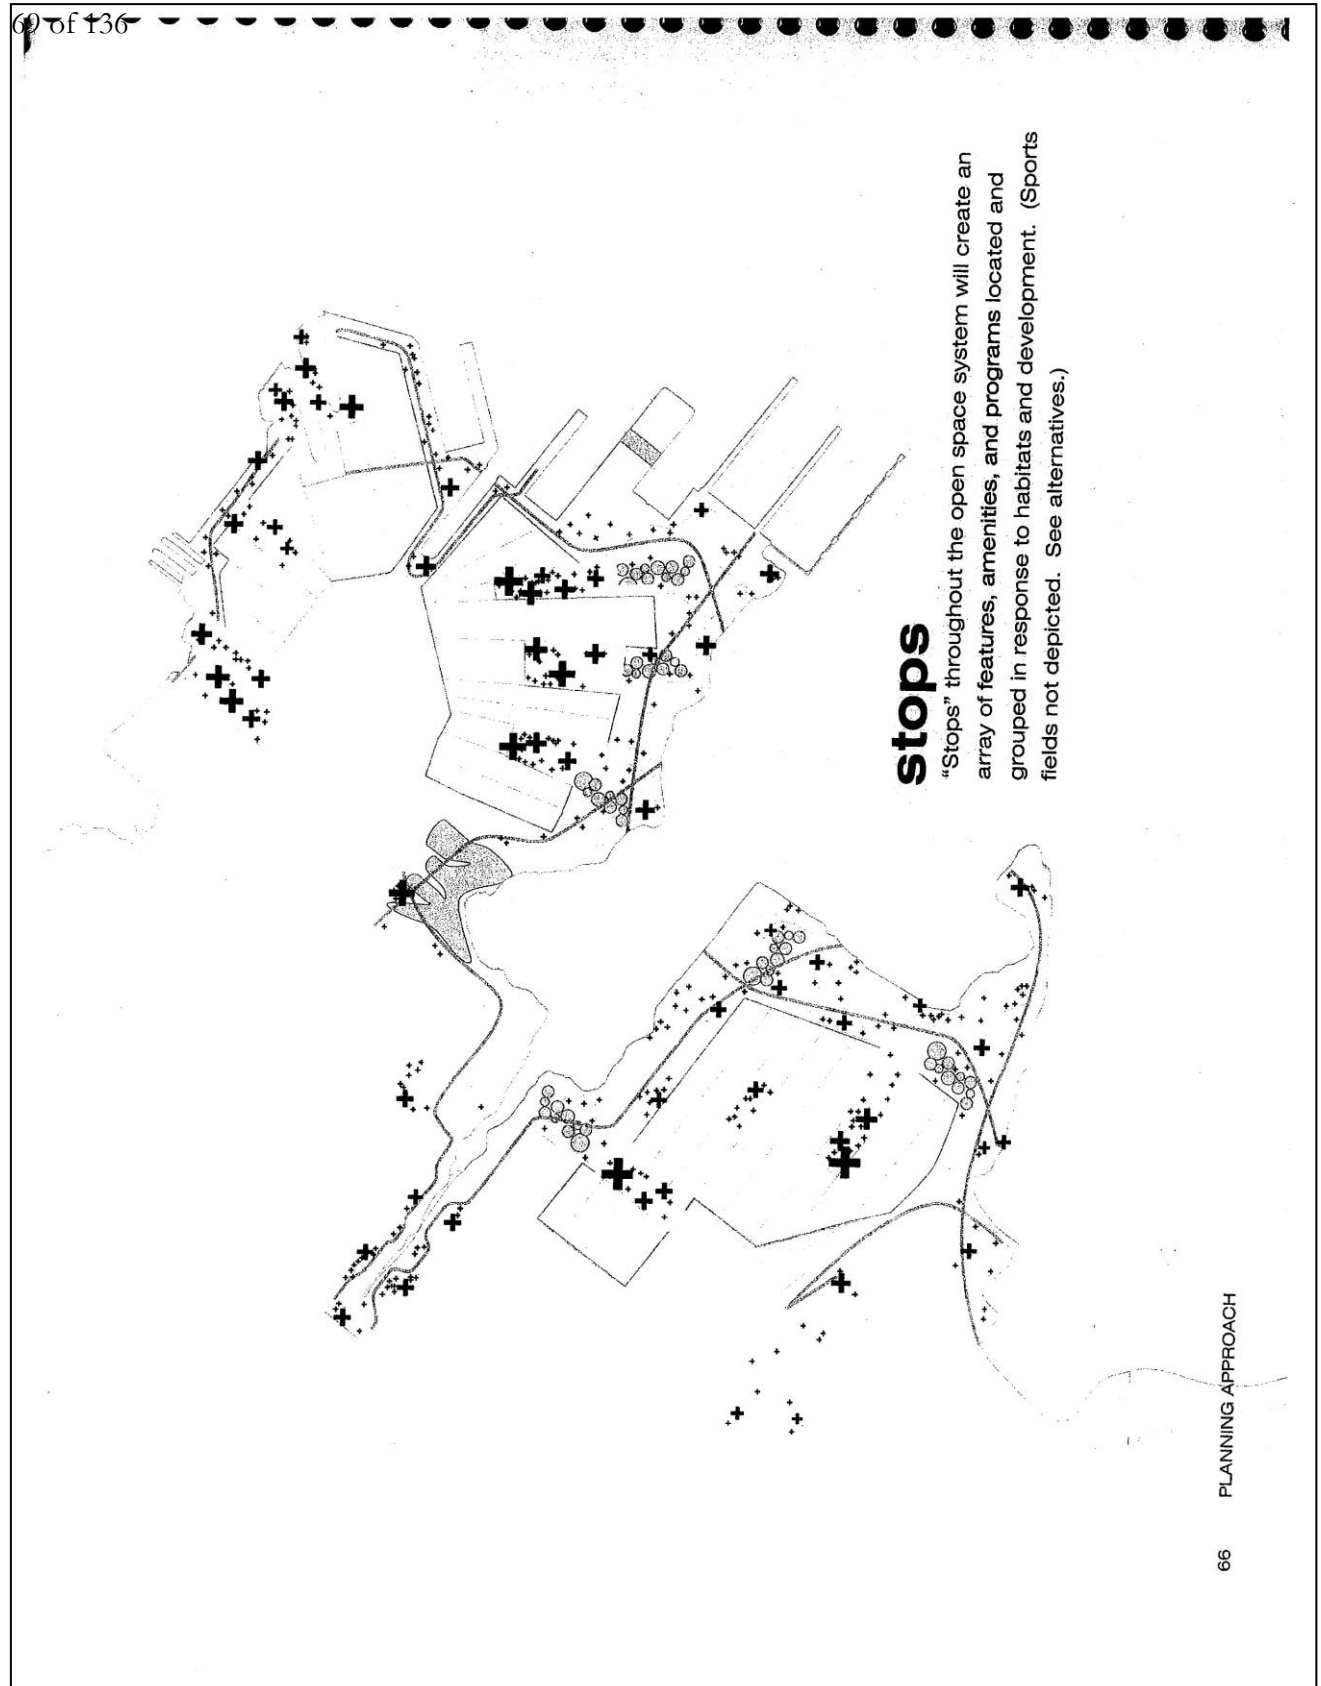 69 of 136
stops
“Stops” throughout the open space system will create an
array of features, amenities, and programs located and
grouped in response to habitats and development. (Sports
fields not depicted. See alternatives.)
66 PLANNING APPROACH